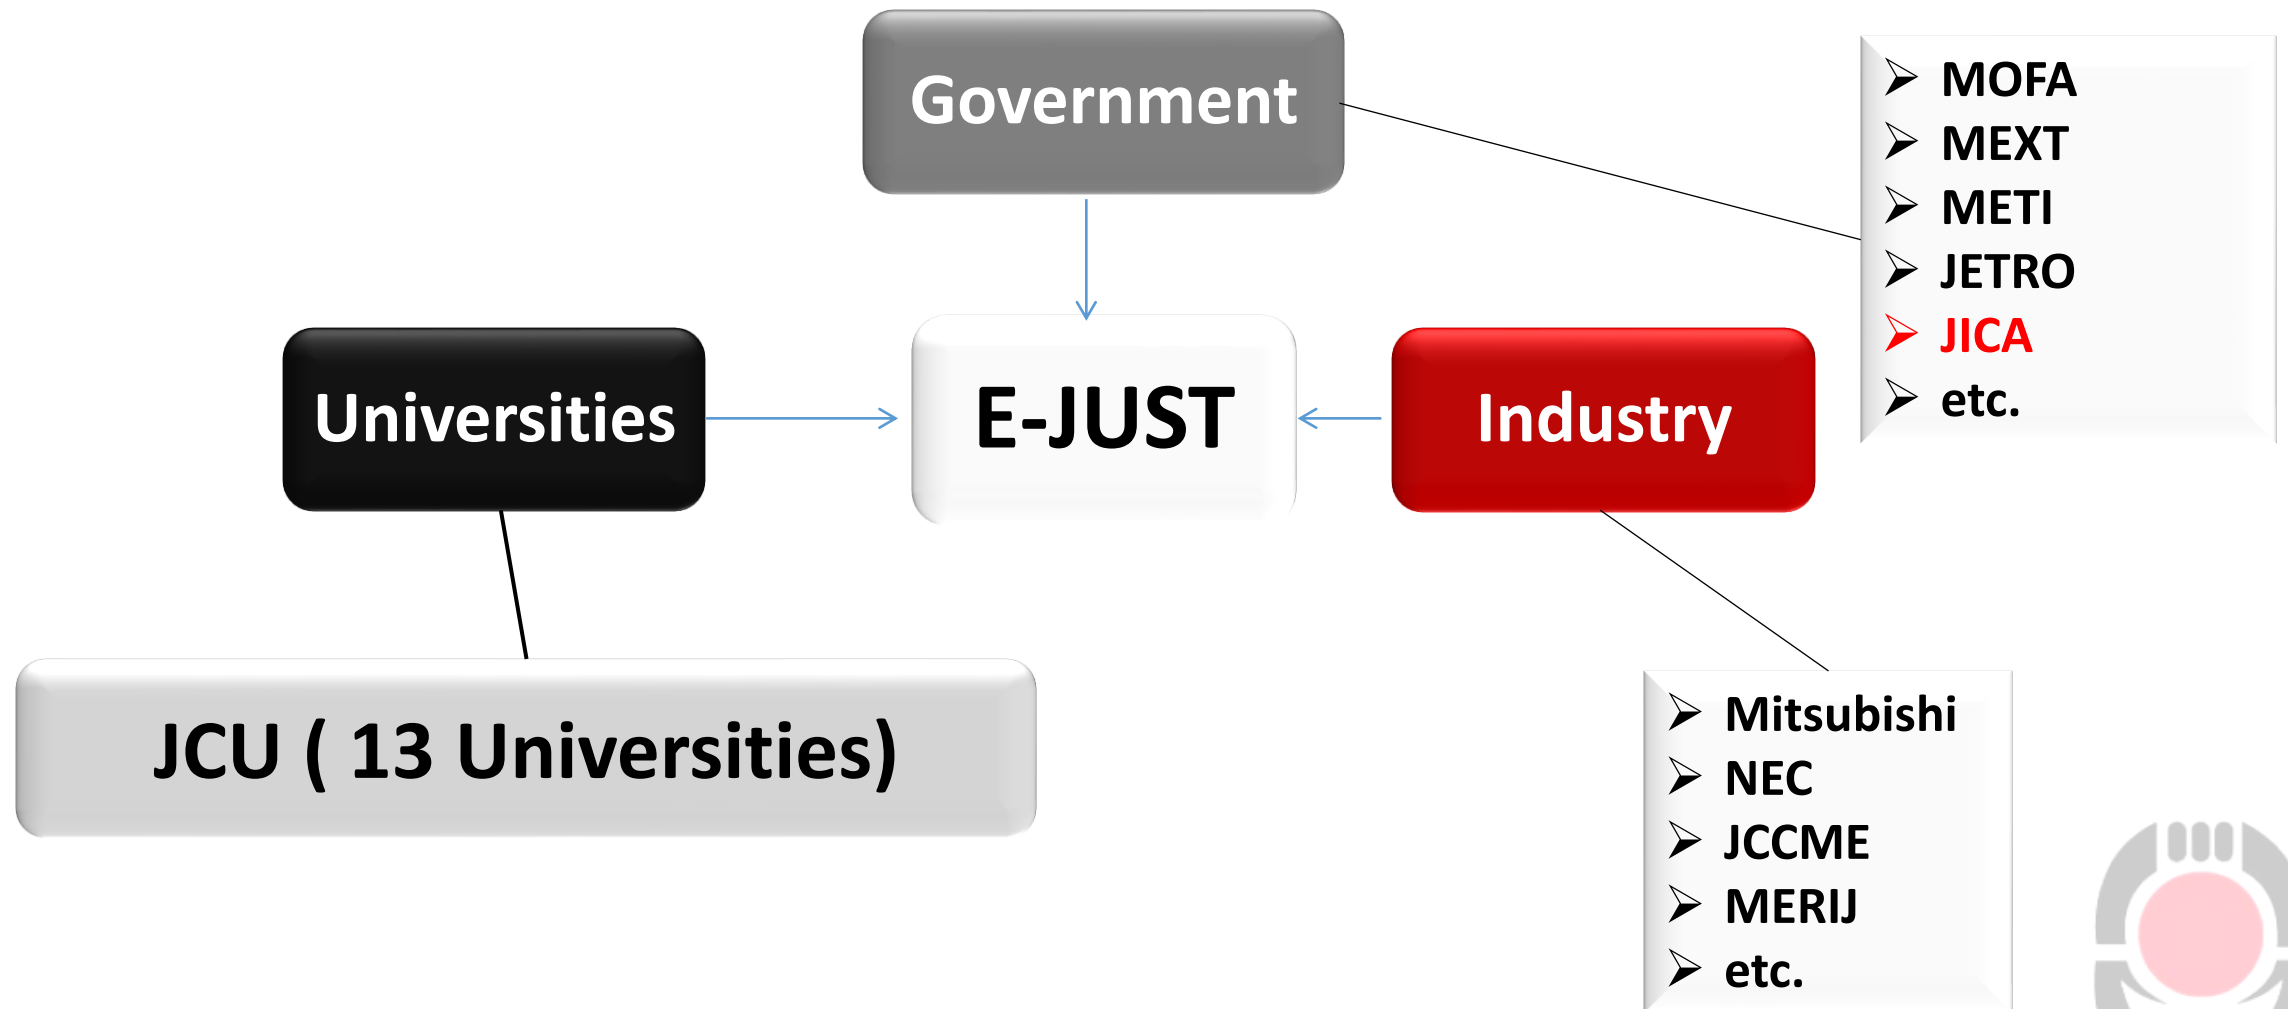 Government
MOFA
MEXT
METI
JETRO
JICA
etc.
Universities
E-JUST
Industry
JCU ( 13 Universities)
Mitsubishi
NEC
JCCME
MERIJ
etc.